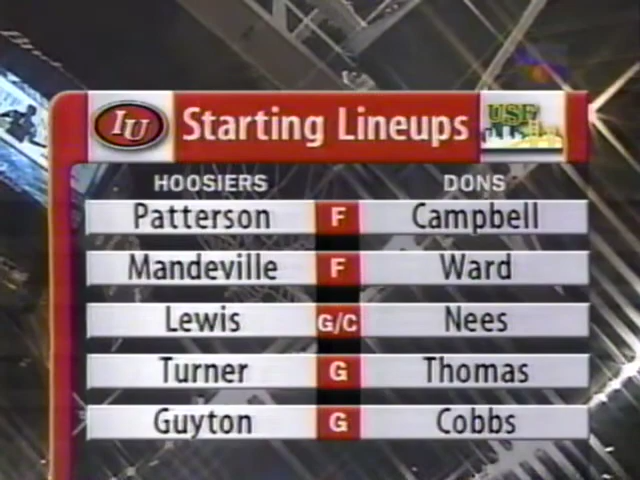 IU Starting Lineups USF
HOOSIERS DONS
Patterson F Campbell
Mandeville F Ward
Lewis G/C Nees
Turner G Thomas
Guyton G Cobbs